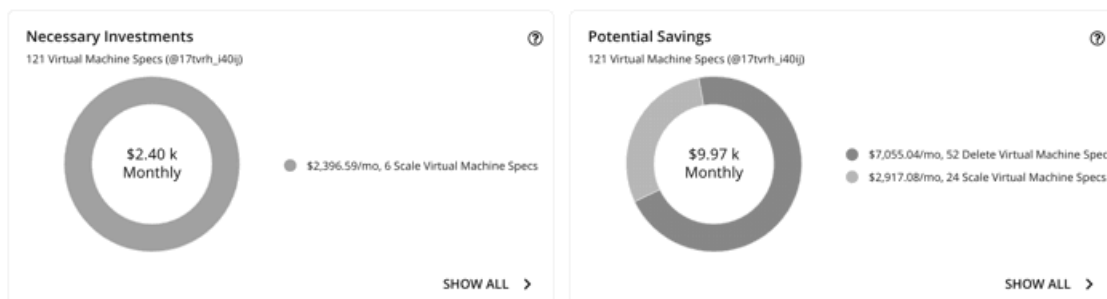 Necessary Investments
121 Virtual Machine Specs (@17tvrh_i40ij)
$2.40 k
Monthly
$2,396.59/mo, 6 Scale Virtual Machine Specs
SHOW ALL
Potential Savings
121 Virtual Machine Specs (@17tvrh_i40ij)
$9.97 k
Monthly
$7,055.04/mo, 52 Delete Virtual Machine Spec
$2,917.08/mo, 24 Scale Virtual Machine Specs
SHOW ALL